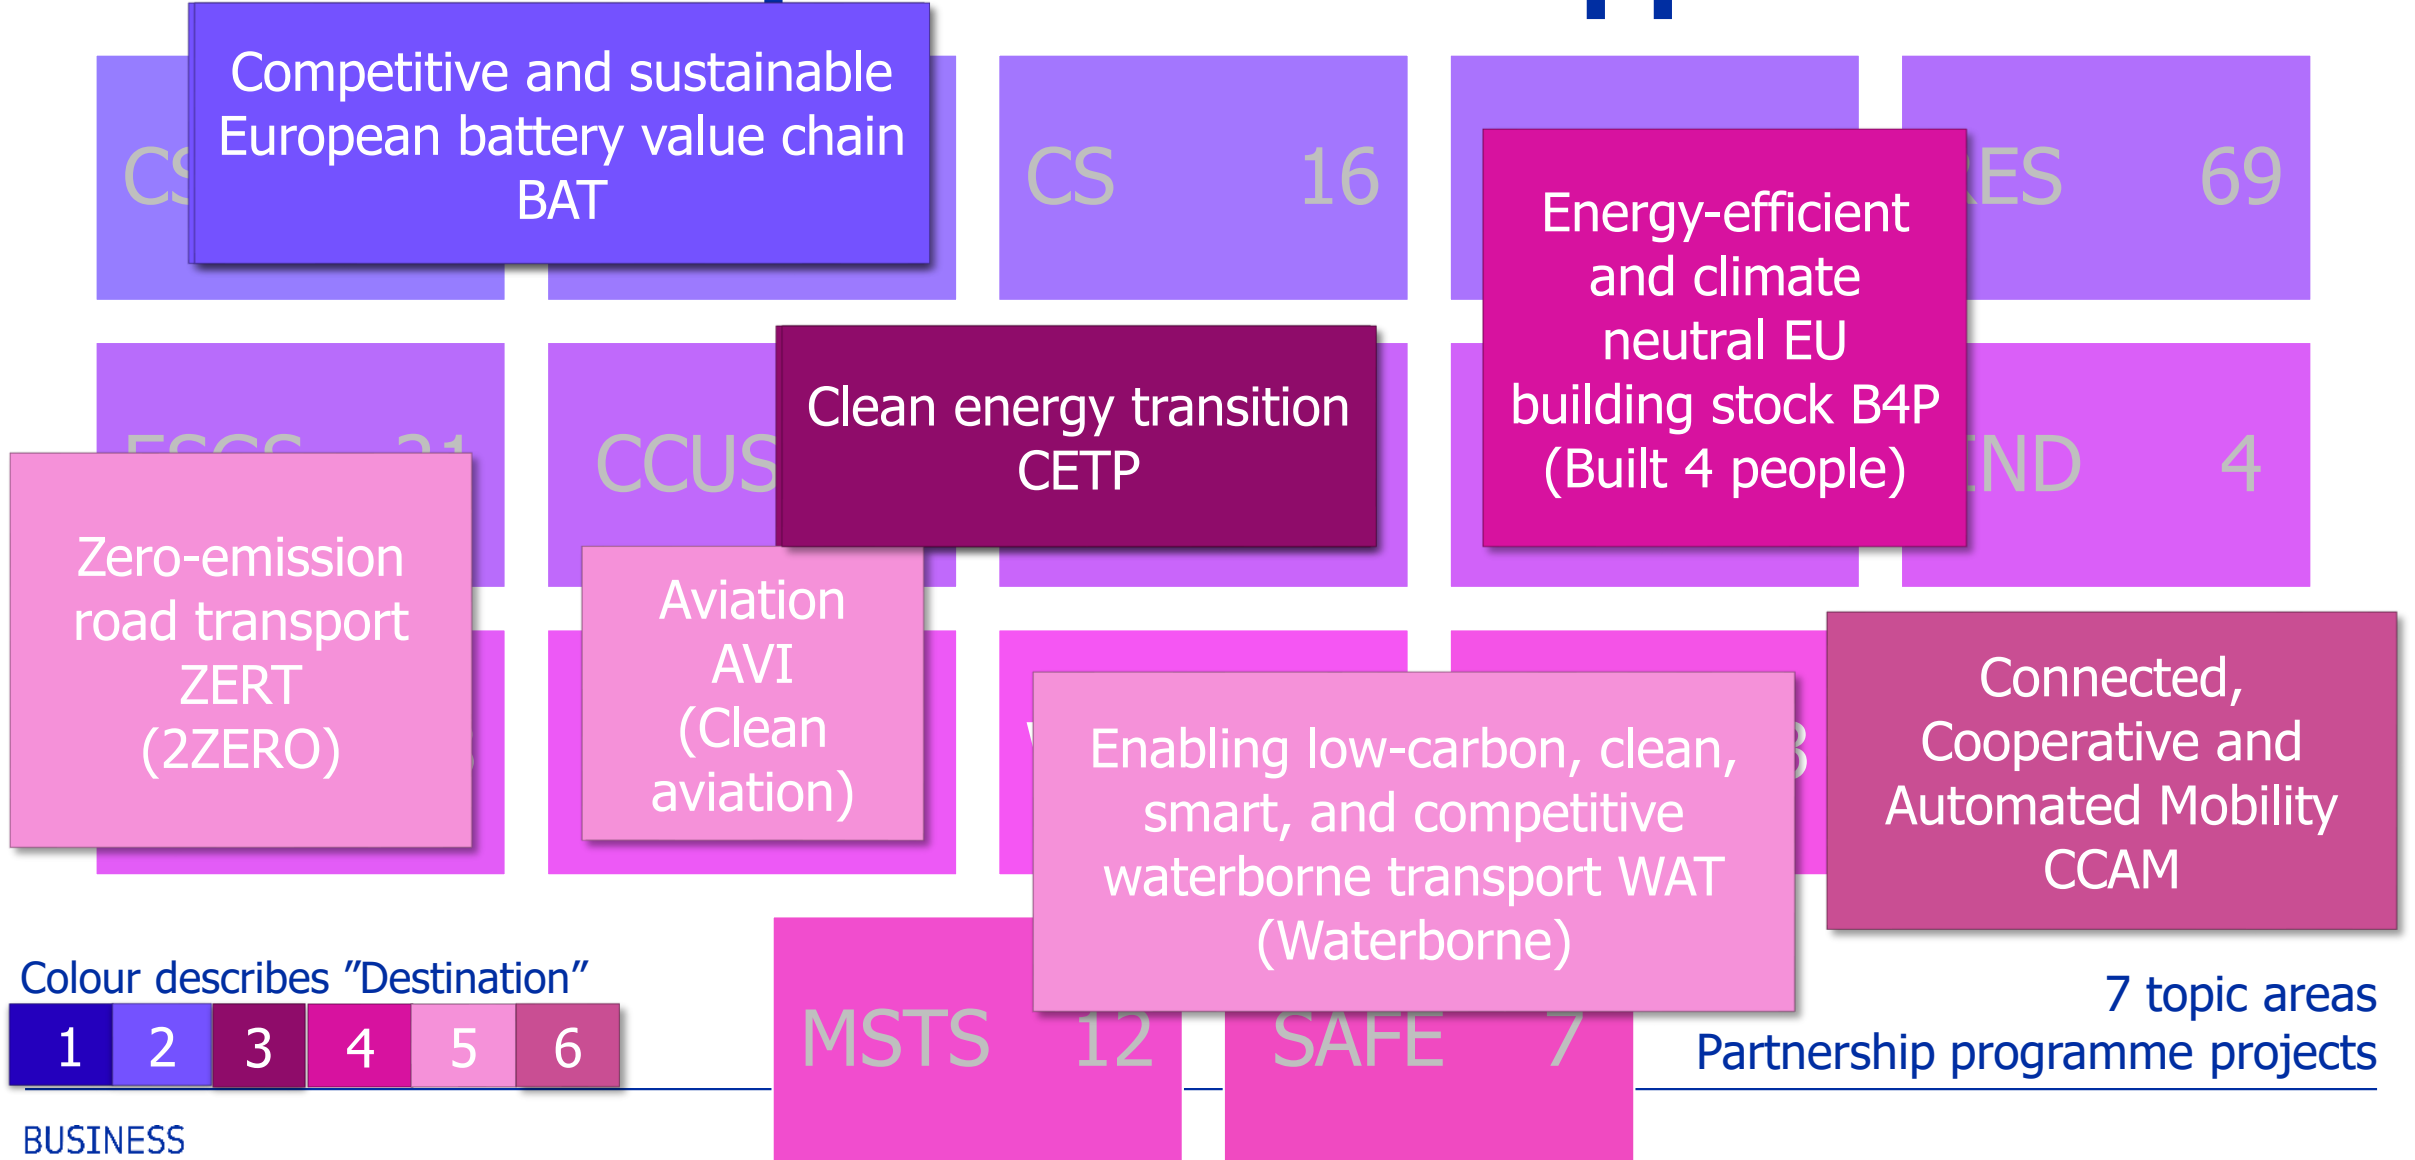 Competitive and sustainable
European battery value chain
BAT
CS 16
69
Energy-efficient
and climate
neutral EU
building stock B4P
(Built 4 people)
Clean energy transition
CETP
CCUS
4
Zero-emission
road transport
ZERT
(2ZERO)
Aviation
AVI
(Clean
aviation)
Enabling low-carbon, clean,
smart, and competitive
waterborne transport WAT
(Waterborne)
Connected,
Cooperative and
Automated Mobility
CCAM
MSTS 12
SAFE 7
Colour describes ”Destination”
1 2 3 4 5 6
7 topic areas
Partnership programme projects
BUSINESS